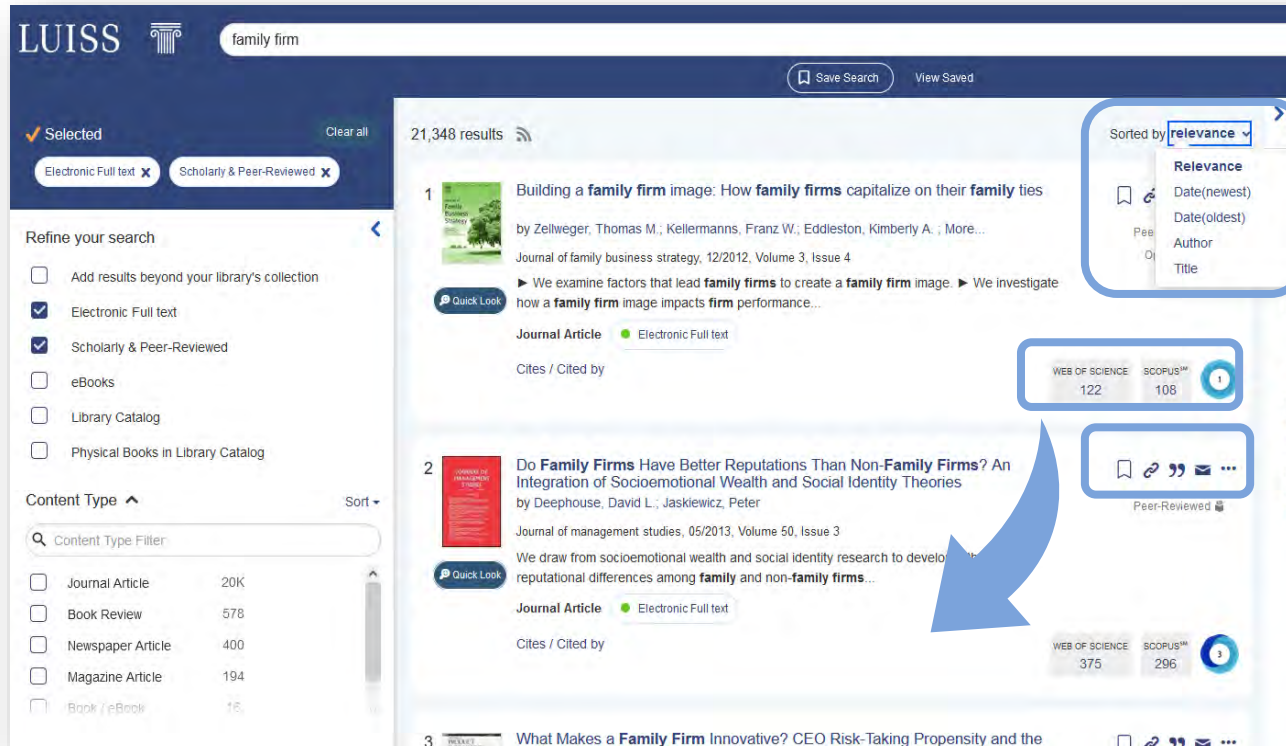 LUISS
family firm
Save Search View Saved
Selected Clear all
Electronic Full text X Scholarly & Peer-Reviewed X
Refine your search
Add results beyond your library's collection
Electronic Full text
Scholarly & Peer-Reviewed
eBooks
Library Catalog
Physical Books in Library Catalog
Content Type Sort
Content Type Filter
Journal Article 20K
Book Review 578
Newspaper Article 400
Magazine Article 194
Book / eBook 16
21,348 results
Sorted by relevance
Relevance
Date(newest)
Date(oldest)
Author
Title
1
Family Business Strategy
Quick Look
Building a family firm image: How family firms capitalize on their family ties
by Zellweger, Thomas M.; Kellermanns, Franz W.; Eddleston, Kimberly A. ; More...
Journal of family business strategy, 12/2012, Volume 3, Issue 4
► We examine factors that lead family firms to create a family firm image. ► We investigate
how a family firm image impacts firm performance...
Journal Article Electronic Full text
Cites / Cited by
Pee
WEB OF SCIENCE SCOPUS℠ 1
122 108
2
Quick Look
Do Family Firms Have Better Reputations Than Non-Family Firms? An
Integration of Socioemotional Wealth and Social Identity Theories
by Deephouse, David L.; Jaskiewicz, Peter
Journal of management studies, 05/2013, Volume 50, Issue 3
We draw from socioemotional wealth and social identity research to develop
reputational differences among family and non-family firms...
Journal Article Electronic Full text
Cites / Cited by
Peer-Reviewed
WEB OF SCIENCE SCOPUS℠ 3
375 296
3
What Makes a Family Firm Innovative? CEO Risk-Taking Propensity and the